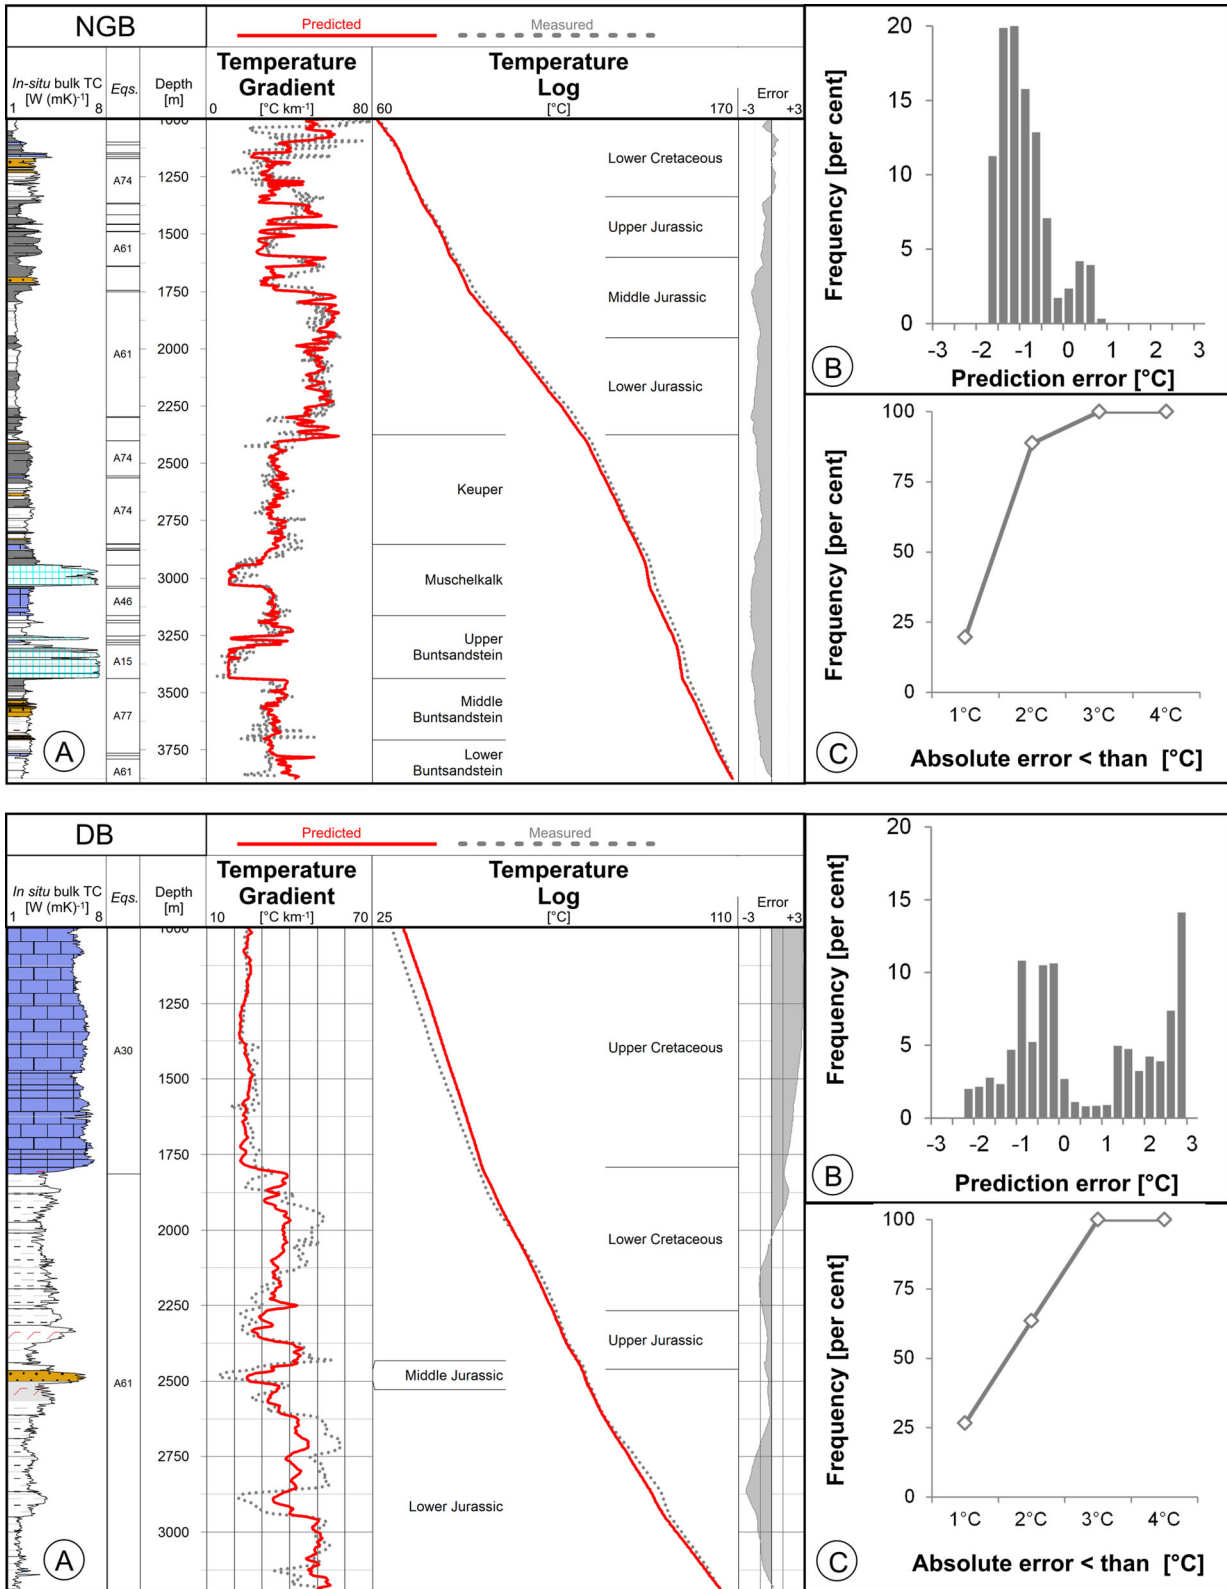 NGB
Predicted
Measured
In-situ bulk TC
[W (mK)-1]
1 8
Eqs.
Depth
[m]
Temperature
Gradient
0 [°C km-1] 80
Temperature
Log
60 [°C] 170
Error
-3 +3
1000
1250
1500
1750
2000
2250
2500
2750
3000
3250
3500
3750
A74
A61
A61
A74
A74
A46
A15
A77
A61
Lower Cretaceous
Upper Jurassic
Middle Jurassic
Lower Jurassic
Keuper
Muschelkalk
Upper
Buntsandstein
Middle
Buntsandstein
Lower
Buntsandstein
A
Frequency [per cent]
20
15
10
5
0
-3 -2 -1 0 1 2 3
Prediction error [°C]
B
Frequency [per cent]
100
75
50
25
0
1°C 2°C 3°C 4°C
Absolute error < than [°C]
C
DB
Predicted
Measured
In situ bulk TC
[W (mK)-1]
1 8
Eqs.
Depth
[m]
Temperature
Gradient
10 [°C km-1] 70
Temperature
Log
25 [°C] 110
Error
-3 +3
1000
1250
1500
1750
2000
2250
2500
2750
3000
A30
A61
Upper Cretaceous
Lower Cretaceous
Upper Jurassic
Middle Jurassic
Lower Jurassic
A
Frequency [per cent]
20
15
10
5
0
-3 -2 -1 0 1 2 3
Prediction error [°C]
B
Frequency [per cent]
100
75
50
25
0
1°C 2°C 3°C 4°C
Absolute error < than [°C]
C